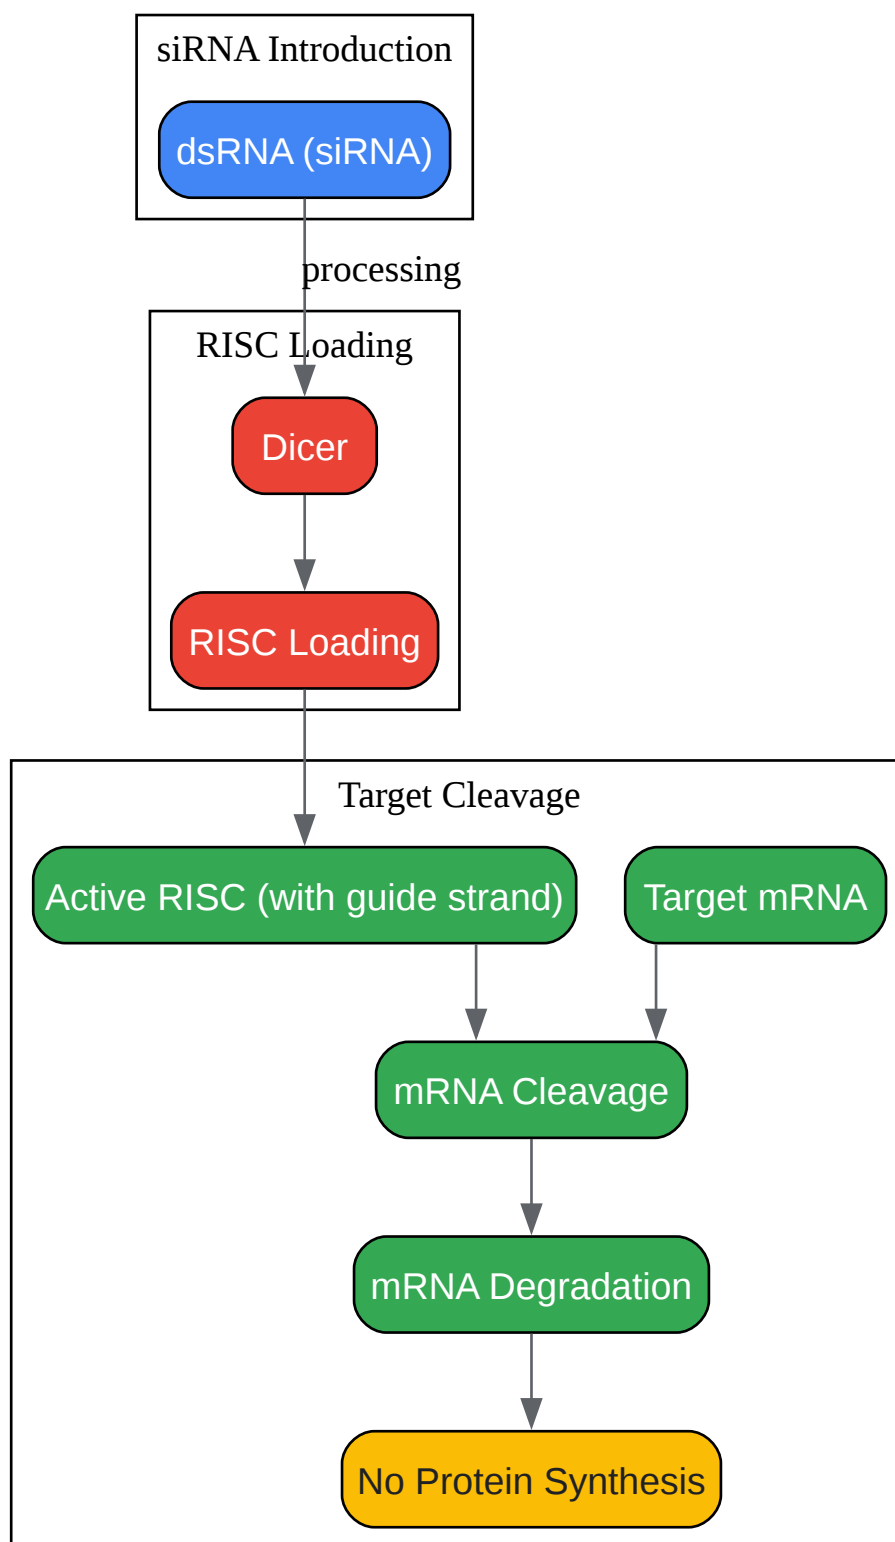 siRNA Introduction
dsRNA (siRNA)
processing
RISC Loading
Dicer
RISC Loading
Target Cleavage
Active RISC (with guide strand)
Target mRNA
mRNA Cleavage
mRNA Degradation
No Protein Synthesis